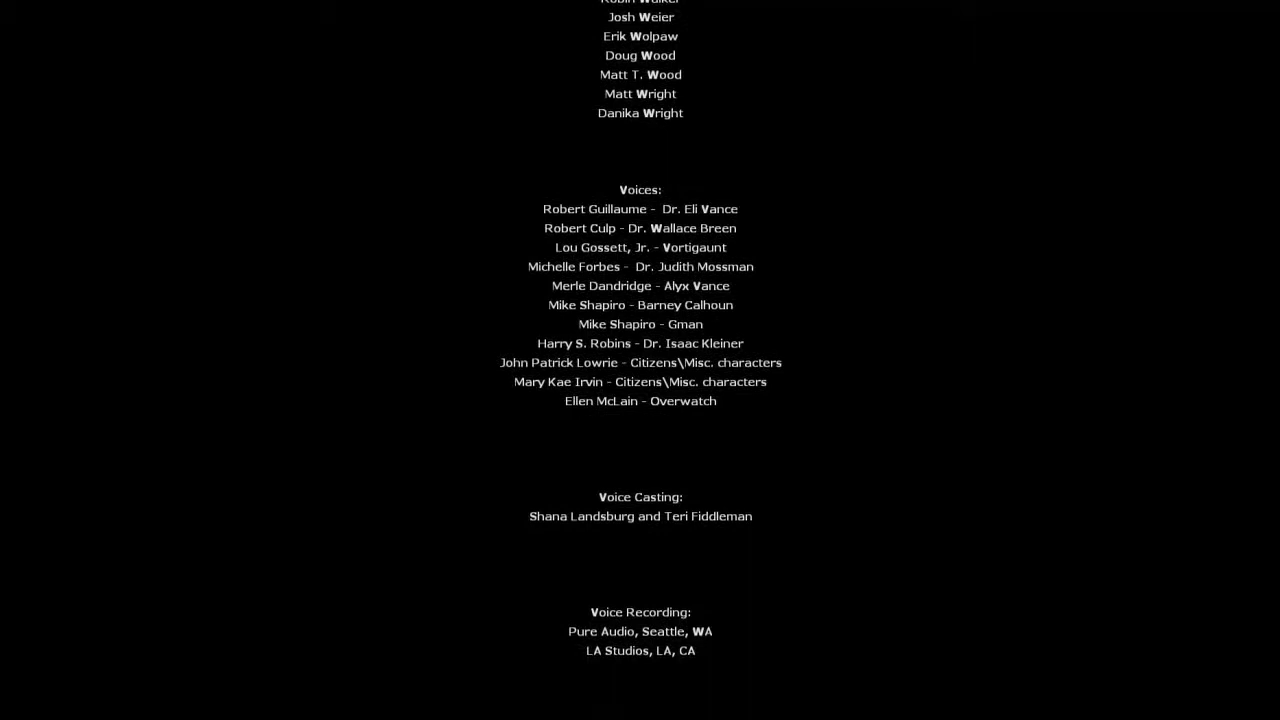 Robin Walker
Josh Weier
Erik Wolpaw
Doug Wood
Matt T. Wood
Matt Wright
Danika Wright
Voices:
Robert Guillaume -  Dr. Eli Vance
Robert Culp - Dr. Wallace Breen
Lou Gossett, Jr. - Vortigaunt
Michelle Forbes -  Dr. Judith Mossman
Merle Dandridge - Alyx Vance
Mike Shapiro - Barney Calhoun
Mike Shapiro - Gman
Harry S. Robins - Dr. Isaac Kleiner
John Patrick Lowrie - Citizens\Misc. characters
Mary Kae Irvin - Citizens\Misc. characters
Ellen McLain - Overwatch
Voice Casting:
Shana Landsburg and Teri Fiddleman
Voice Recording:
Pure Audio, Seattle, WA
LA Studios, LA, CA